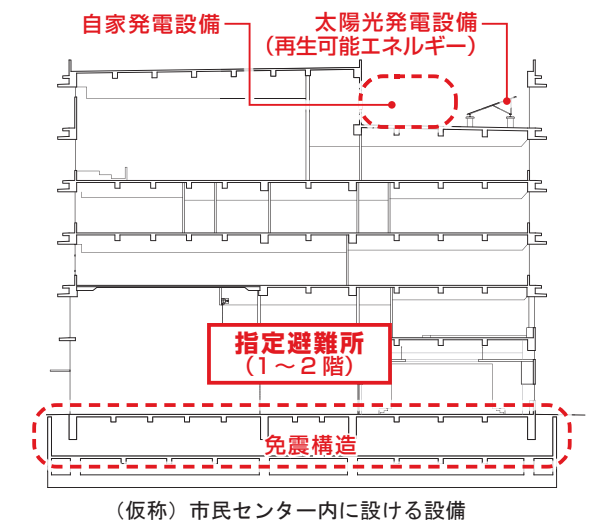 自家発電設備
太陽光発電設備
（再生可能エネルギー）
指定避難所
（1～2階）
免震構造
（仮称）市民センター内に設ける設備